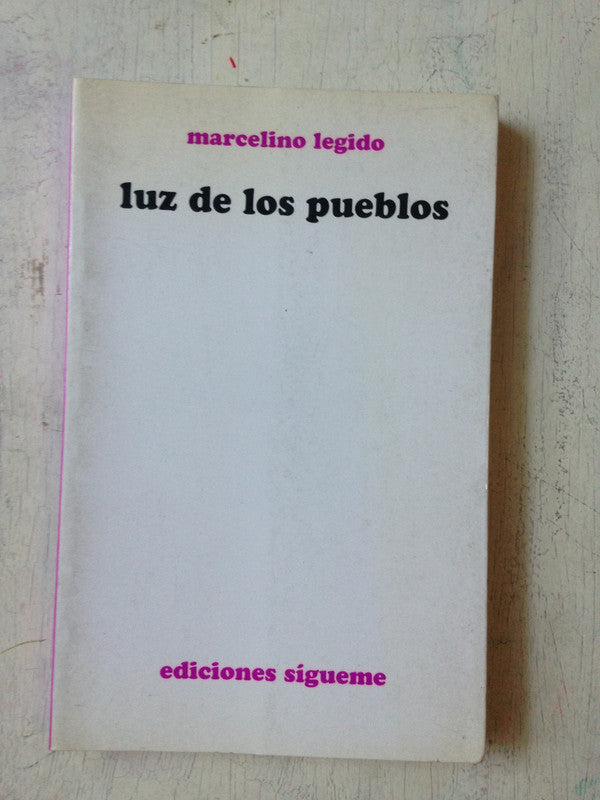 marcelino legido
luz de los pueblos
ediciones sígueme